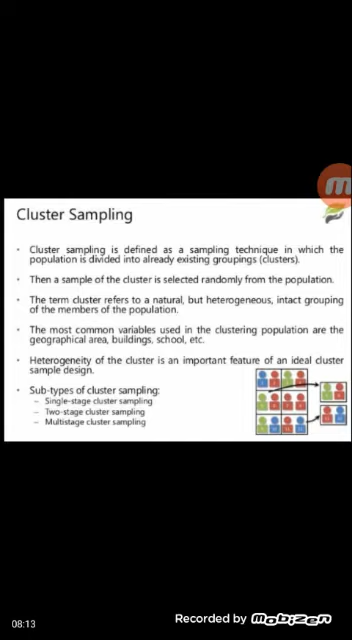 Cluster Sampling
• Cluster sampling is defined as a sampling technique in which the
population is divided into already existing groupings (clusters).
• Then a sample of the cluster is selected randomly from the population.
• The term cluster refers to a natural, but heterogeneous, intact grouping
of the members of the population.
• The most common variables used in the clustering population are the
geographical area, buildings, school, etc.
• Heterogeneity of the cluster is an important feature of an ideal cluster
sample design.
• Sub-types of cluster sampling:
– Single-stage cluster sampling
– Two-stage cluster sampling
– Multistage cluster sampling
08:13
Recorded by Mobizen